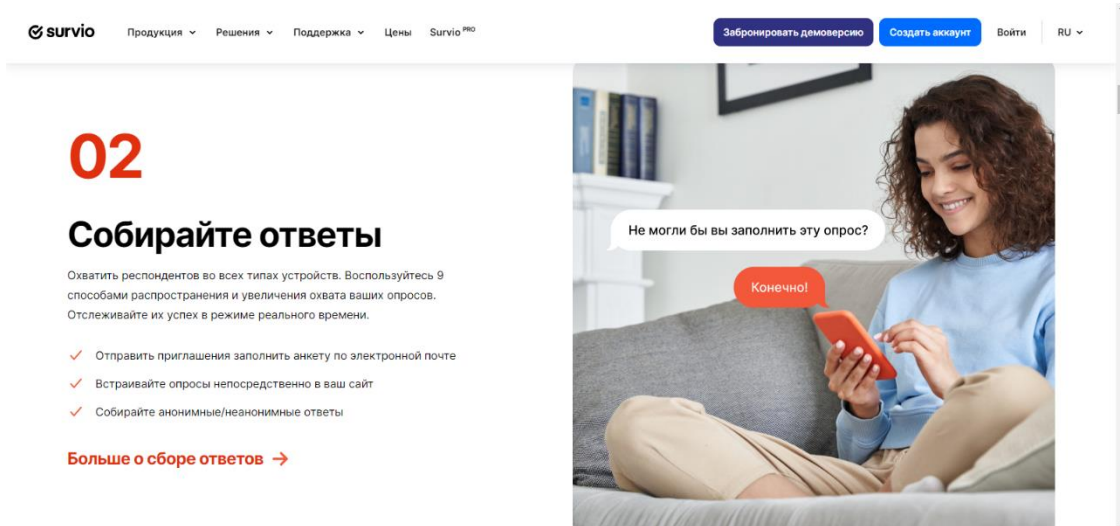 survio
Продукция
Решения
Поддержка
Цены
Survio PRO
Забронировать демоверсию
Создать аккаунт
Войти
RU
02
Собирайте ответы
Охватить респондентов во всех типах устройств. Воспользуйтесь 9
способами распространения и увеличения охвата ваших опросов.
Отслеживайте их успех в режиме реального времени.
Отправить приглашения заполнить анкету по электронной почте
Встраивайте опросы непосредственно в ваш сайт
Собирайте анонимные/неанонимные ответы
Больше о сборе ответов →
Не могли бы вы заполнить эту опрос?
Конечно!